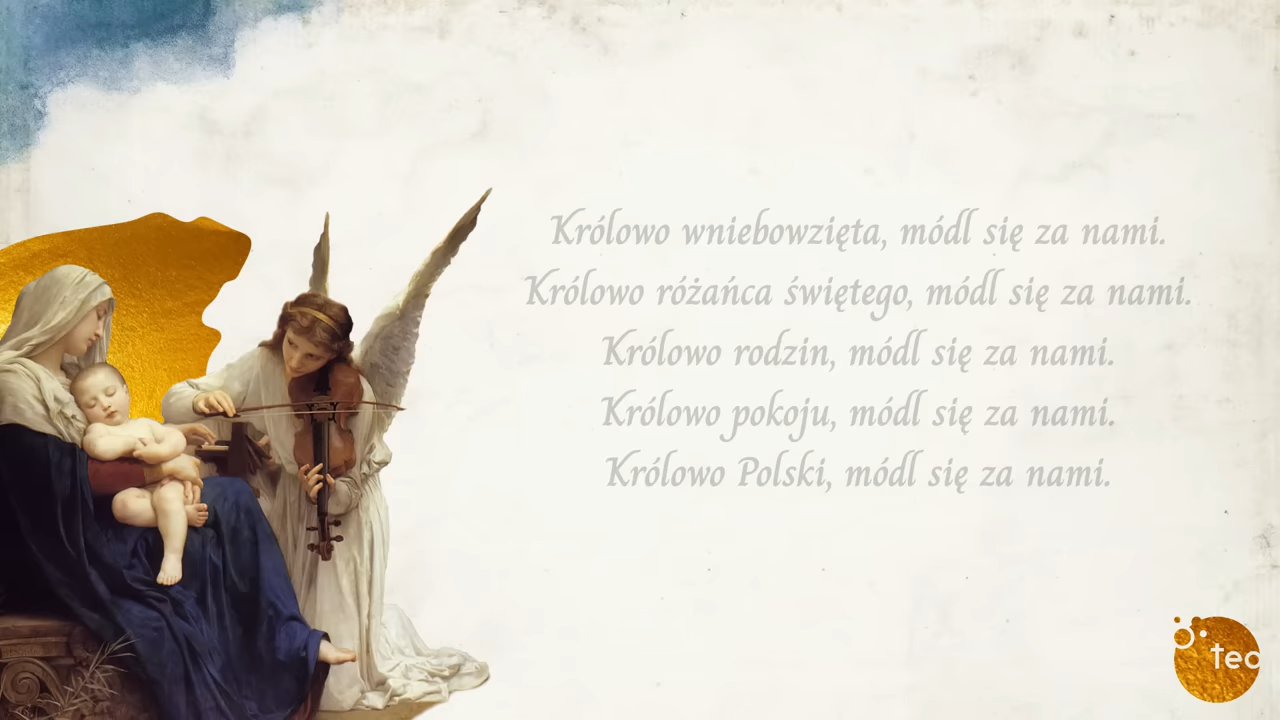 Królowo wniebowzięta, módl się za nami.
Królowo różańca świętego, módl się za nami.
Królowo rodzin, módl się za nami.
Królowo pokoju, módl się za nami.
Królowo Polski, módl się za nami.
teo